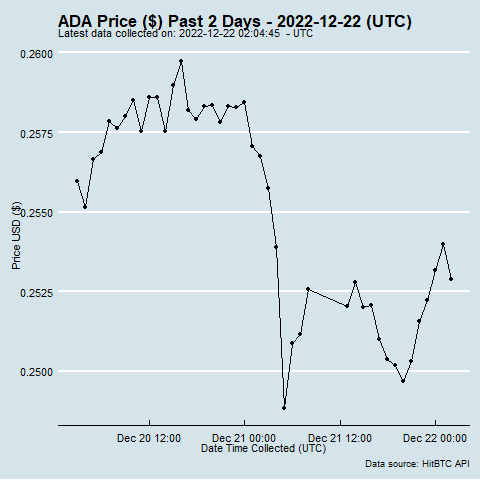 ADA Price ($) Past 2 Days - 2022-12-22 (UTC)
Latest data collected on: 2022-12-22 02:04:45 - UTC
0.2600
0.2575
0.2550
0.2525
0.2500
Price USD ($)
Dec 20 12:00 Dec 21 00:00 Dec 21 12:00 Dec 22 00:00
Date Time Collected (UTC)
Data source: HitBTC API